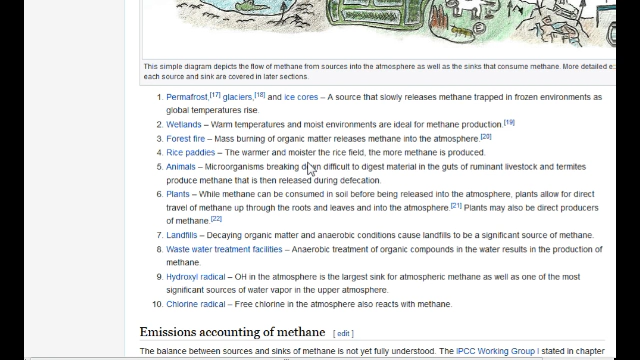 This simple diagram depicts the flow of methane from sources into the atmosphere as well as the sinks that consume methane. More detailed
each source and sink are covered in later sections.
1. Permafrost,[17] glaciers,[18] and ice cores – A source that slowly releases methane trapped in frozen environments as
global temperatures rise.
2. Wetlands – Warm temperatures and moist environments are ideal for methane production.[19]
3. Forest fire – Mass burning of organic matter releases methane into the atmosphere.[20]
4. Rice paddies – The warmer and moister the rice field, the more methane is produced.
5. Animals – Microorganisms breaking down difficult to digest material in the guts of ruminant livestock and termites
produce methane that is then released during defecation.
6. Plants – While methane can be consumed in soil before being released into the atmosphere, plants allow for direct
travel of methane up through the roots and leaves and into the atmosphere.[21] Plants may also be direct producers
of methane.[22]
7. Landfills – Decaying organic matter and anaerobic conditions cause landfills to be a significant source of methane.
8. Waste water treatment facilities – Anaerobic treatment of organic compounds in the water results in the production of
methane.
9. Hydroxyl radical – OH in the atmosphere is the largest sink for atmospheric methane as well as one of the most
significant sources of water vapor in the upper atmosphere.
10. Chlorine radical – Free chlorine in the atmosphere also reacts with methane.
Emissions accounting of methane [ edit ]
The balance between sources and sinks of methane is not yet fully understood. The IPCC Working Group I stated in chapter